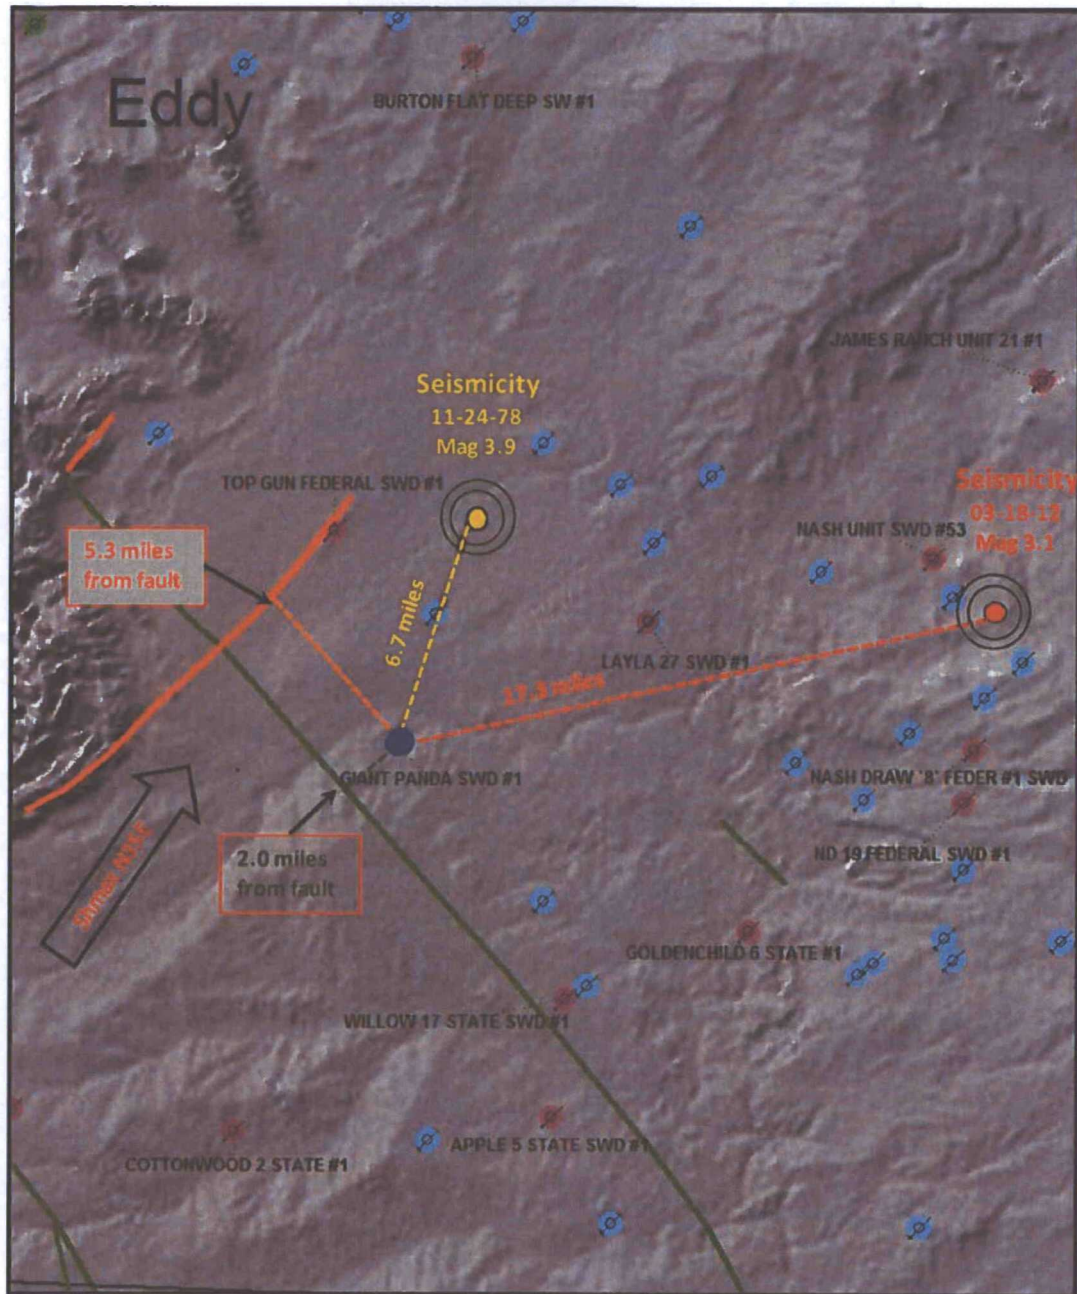 Eddy
BURTON FLAT DEEP SW #1
JAMES RANCH UNIT 21 #1
Seismicity
11-24-78
Mag 3.9
TOP GUN FEDERAL SWD #1
Seismicity
03-18-12
Mag 3.1
NASH UNIT SWD #53
5.3 miles
from fault
6.7 miles
LAYLA 27 SWD #1
17.3 miles
GIANT PANDA SWD #1
NASH DRAW '8' FEDER #1 SWD
2.0 miles
from fault
ND 19 FEDERAL SWD #1
GOLDENCHILD 6 STATE #1
WILLOW 17 STATE SWD #1
APPLE 5 STATE SWD #1
COTTONWOOD 2 STATE #1